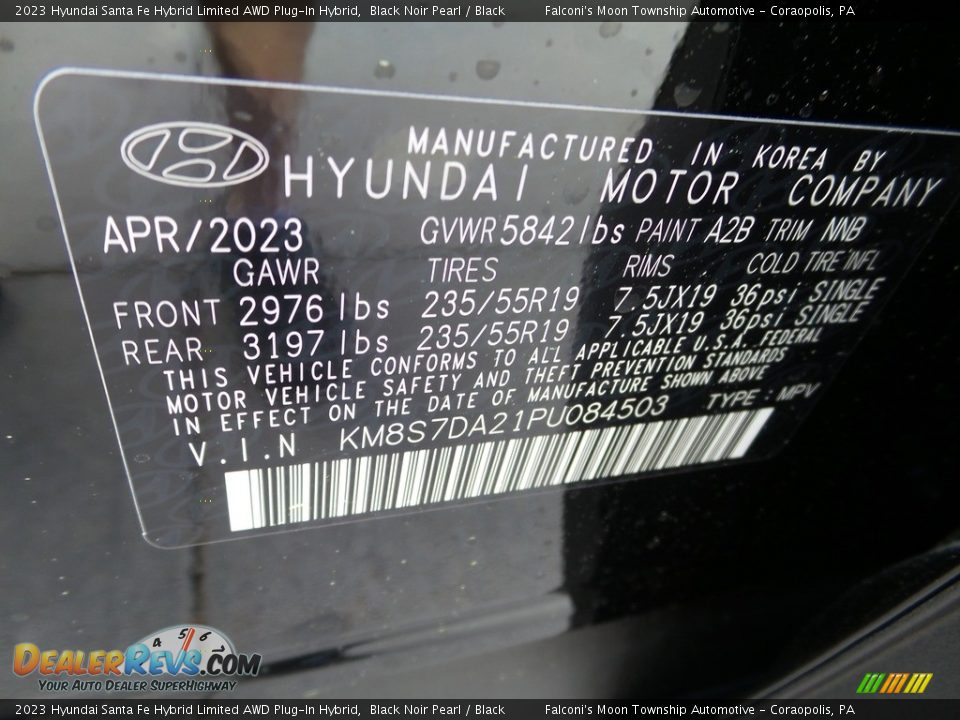 2023 Hyundai Santa Fe Hybrid Limited AWD Plug-In Hybrid, Black Noir Pearl / Black Falconi's Moon Township Automotive - Coraopolis, PA
MANUFACTURED IN KOREA BY
HYUNDAI MOTOR COMPANY
APR/2023 GVWR 5842 lbs PAINT A2B TRIM NNB
GAWR TIRES RIMS COLD TIRE INFL
FRONT 2976 lbs 235/55R19 7.5JX19 36psi SINGLE
REAR 3197 lbs 235/55R19 7.5JX19 36psi SINGLE
THIS VEHICLE CONFORMS TO ALL APPLICABLE U.S.A. FEDERAL
MOTOR VEHICLE SAFETY AND THEFT PREVENTION STANDARDS
IN EFFECT ON THE DATE OF MANUFACTURE SHOWN ABOVE
V.I.N KM8S7DA21PU084503 TYPE : MPV
4 5 6
DEALERREVS.COM
YOUR AUTO DEALER SUPERHIGHWAY
2023 Hyundai Santa Fe Hybrid Limited AWD Plug-In Hybrid, Black Noir Pearl / Black Falconi's Moon Township Automotive - Coraopolis, PA